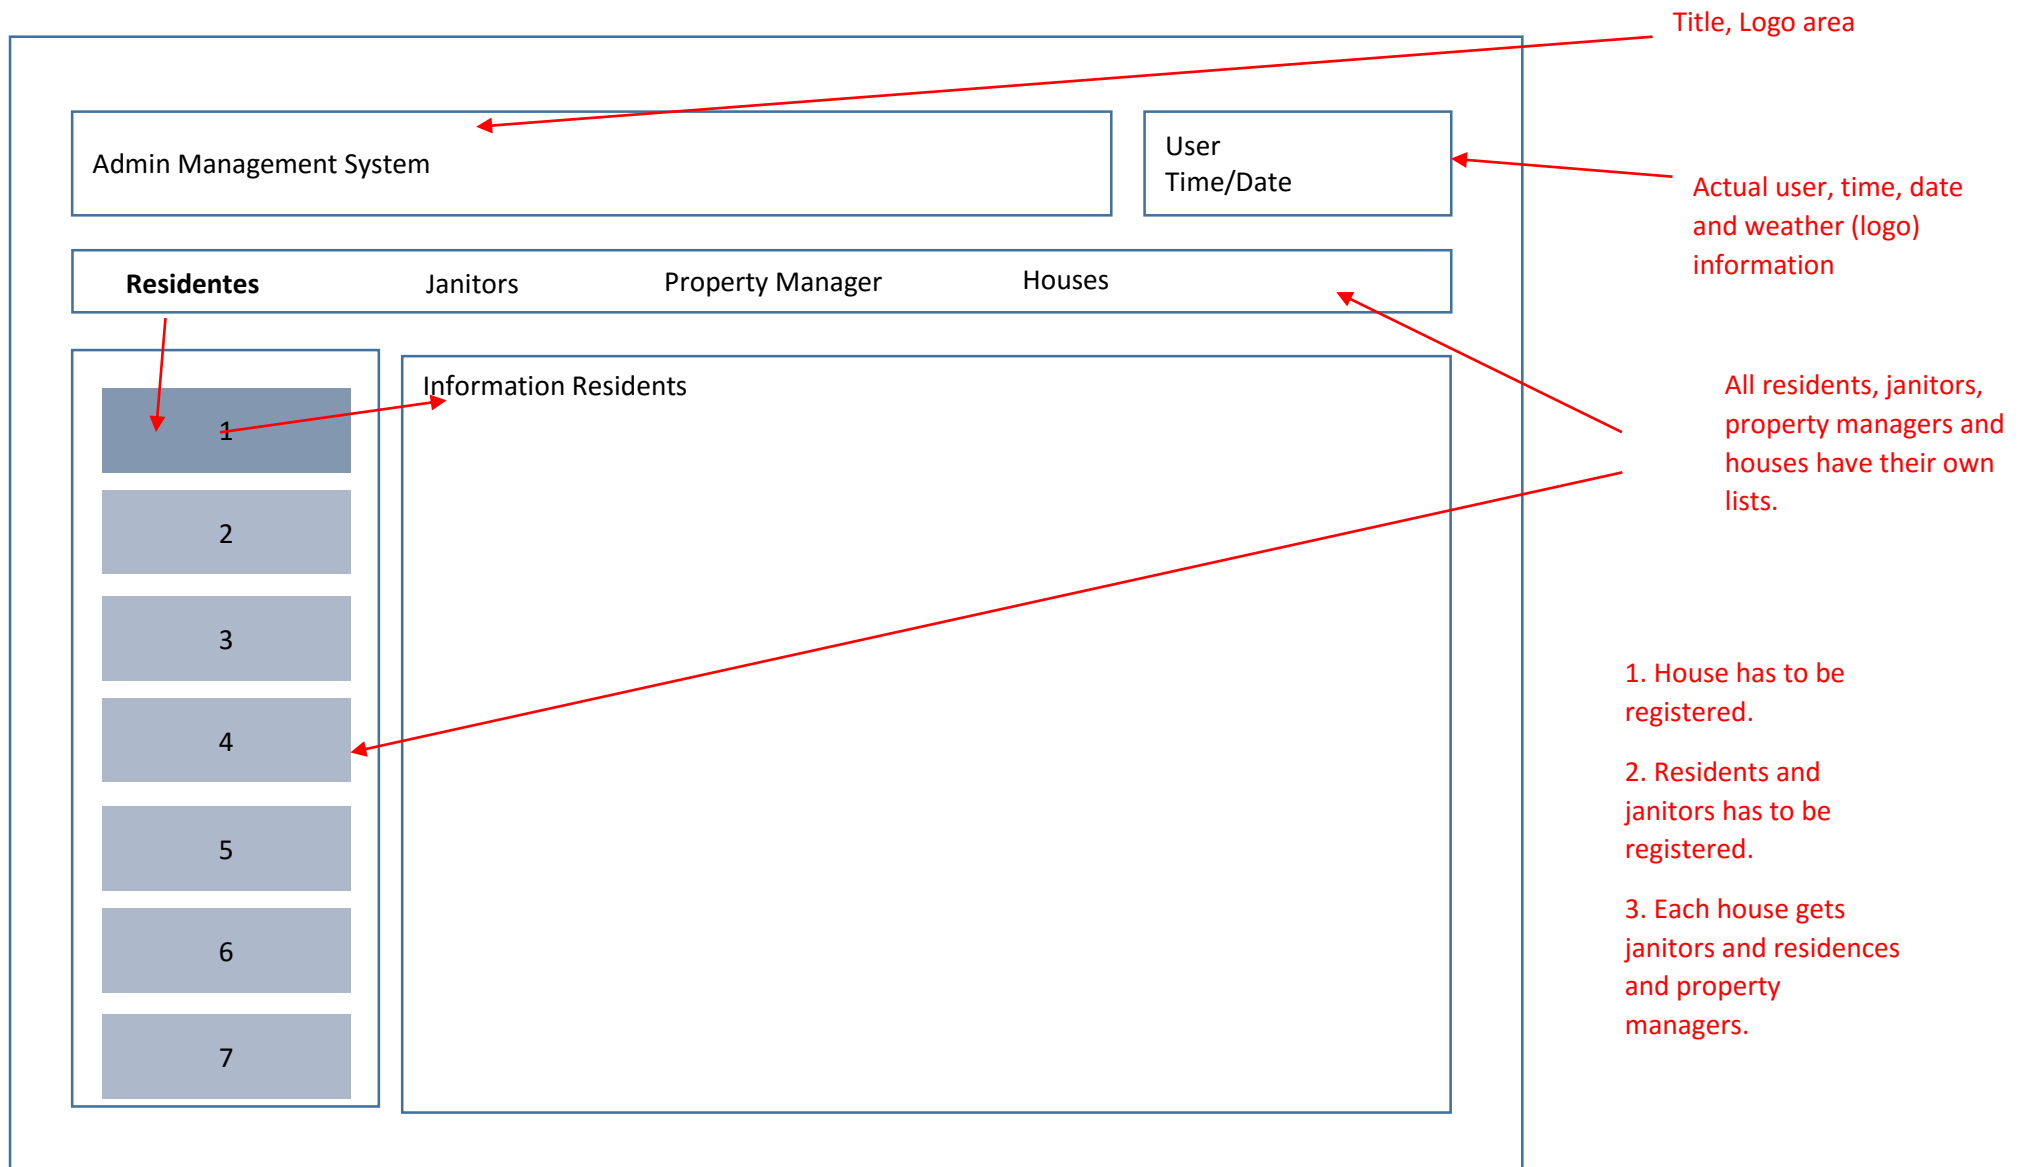 Title, Logo area
Admin Management System
User
Time/Date
Actual user, time, date
and weather (logo)
information
Residentes
Janitors
Property Manager
Houses
Information Residents
All residents, janitors,
property managers and
houses have their own
lists.
1
2
3
4
5
6
7
1. House has to be
registered.
2. Residents and
janitors has to be
registered.
3. Each house gets
janitors and residences
and property
managers.